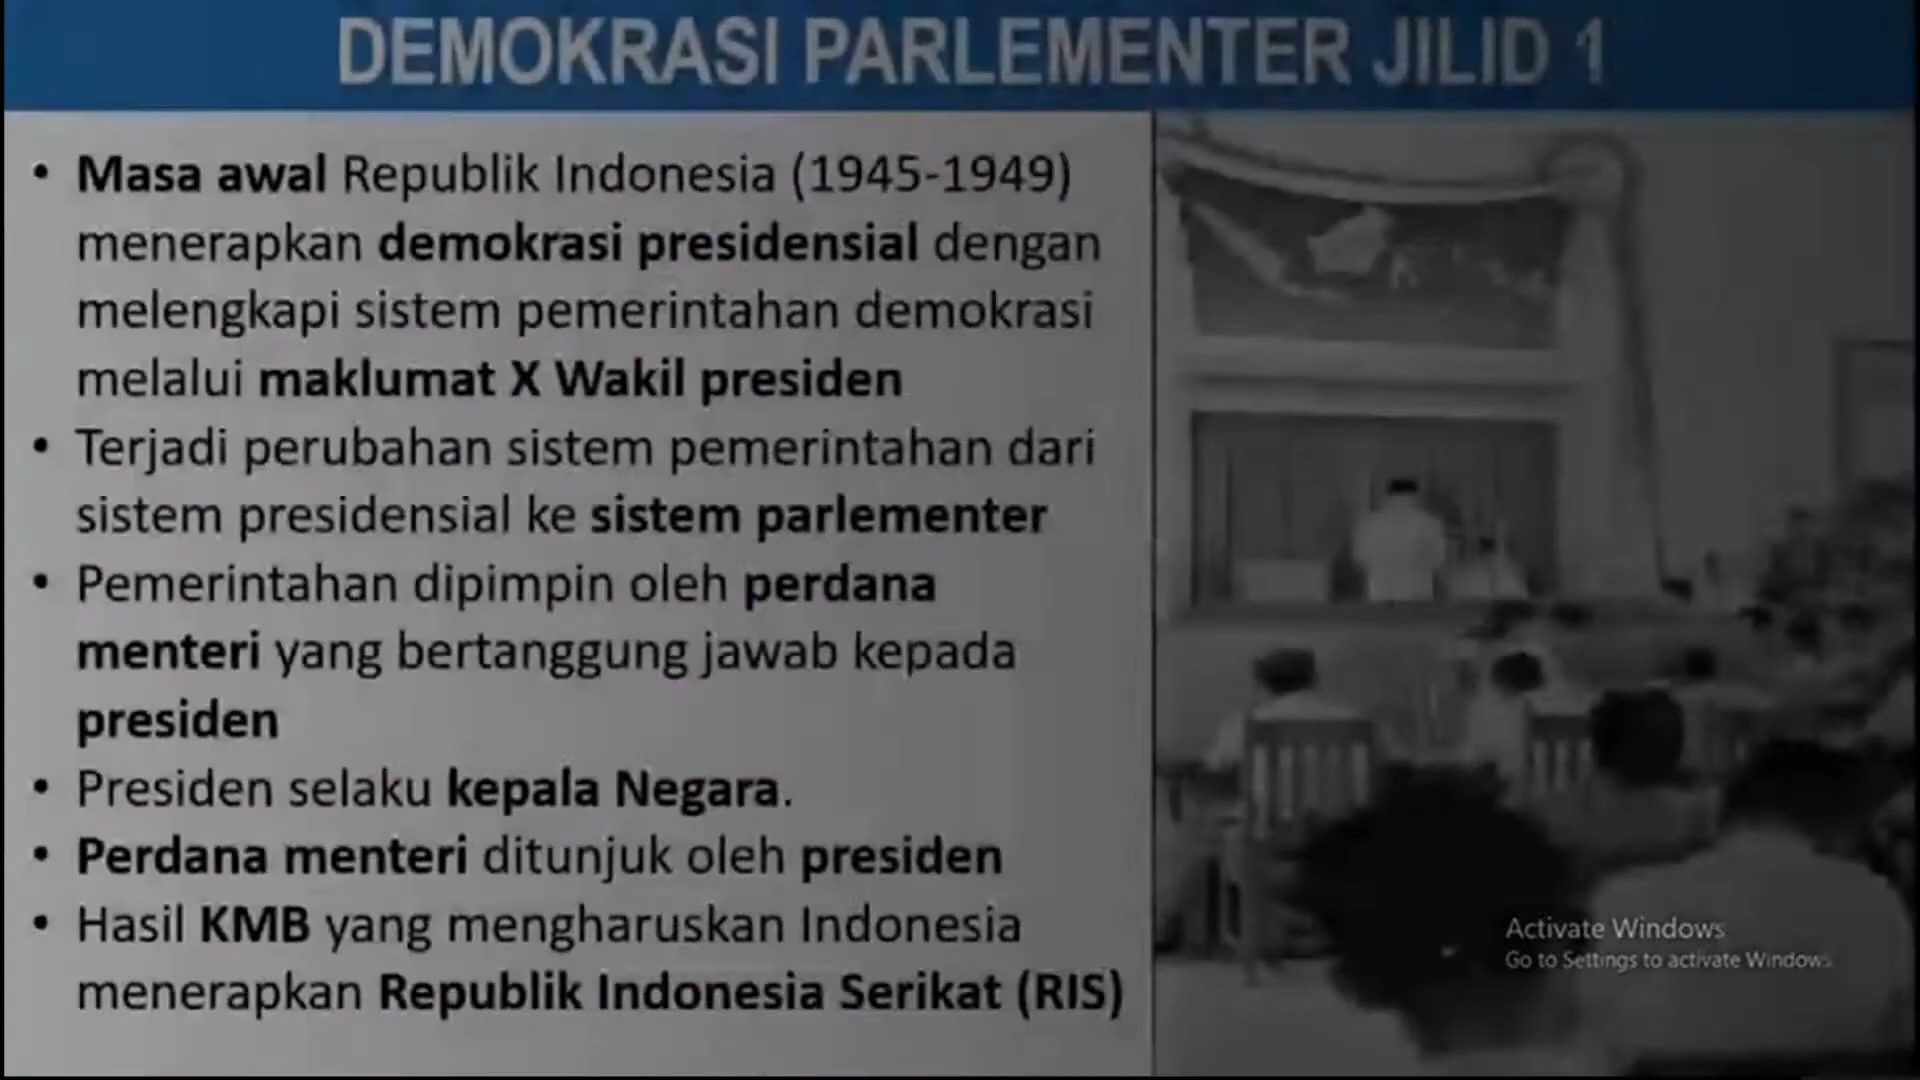 DEMOKRASI PARLEMENTER JILID 1
• Masa awal Republik Indonesia (1945-1949)
menerapkan demokrasi presidensial dengan
melengkapi sistem pemerintahan demokrasi
melalui maklumat X Wakil presiden
• Terjadi perubahan sistem pemerintahan dari
sistem presidensial ke sistem parlementer
• Pemerintahan dipimpin oleh perdana
menteri yang bertanggung jawab kepada
presiden
• Presiden selaku kepala Negara.
• Perdana menteri ditunjuk oleh presiden
• Hasil KMB yang mengharuskan Indonesia
menerapkan Republik Indonesia Serikat (RIS)
Activate Windows
Go to Settings to activate Windows.